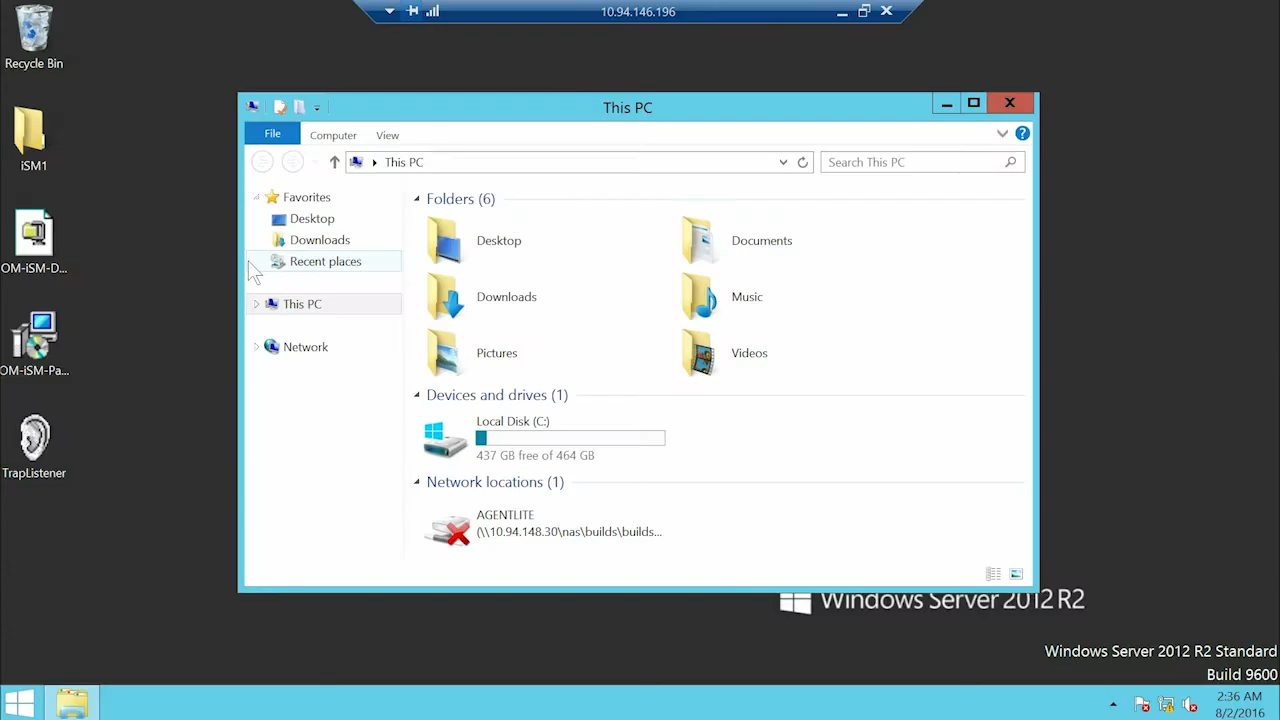 10.94.146.196
Recycle Bin
iSM1
OM-iSM-D...
OM-iSM-Pa...
TrapListener
This PC
File
Computer
View
This PC
Search This PC
Favorites
Desktop
Downloads
Recent places
This PC
Network
Folders (6)
Desktop
Documents
Downloads
Music
Pictures
Videos
Devices and drives (1)
Local Disk (C:)
437 GB free of 464 GB
Network locations (1)
AGENTLITE
(\\10.94.148.30\nas\builds\builds...
Windows Server 2012 R2
Windows Server 2012 R2 Standard
Build 9600
2:36 AM
8/2/2016